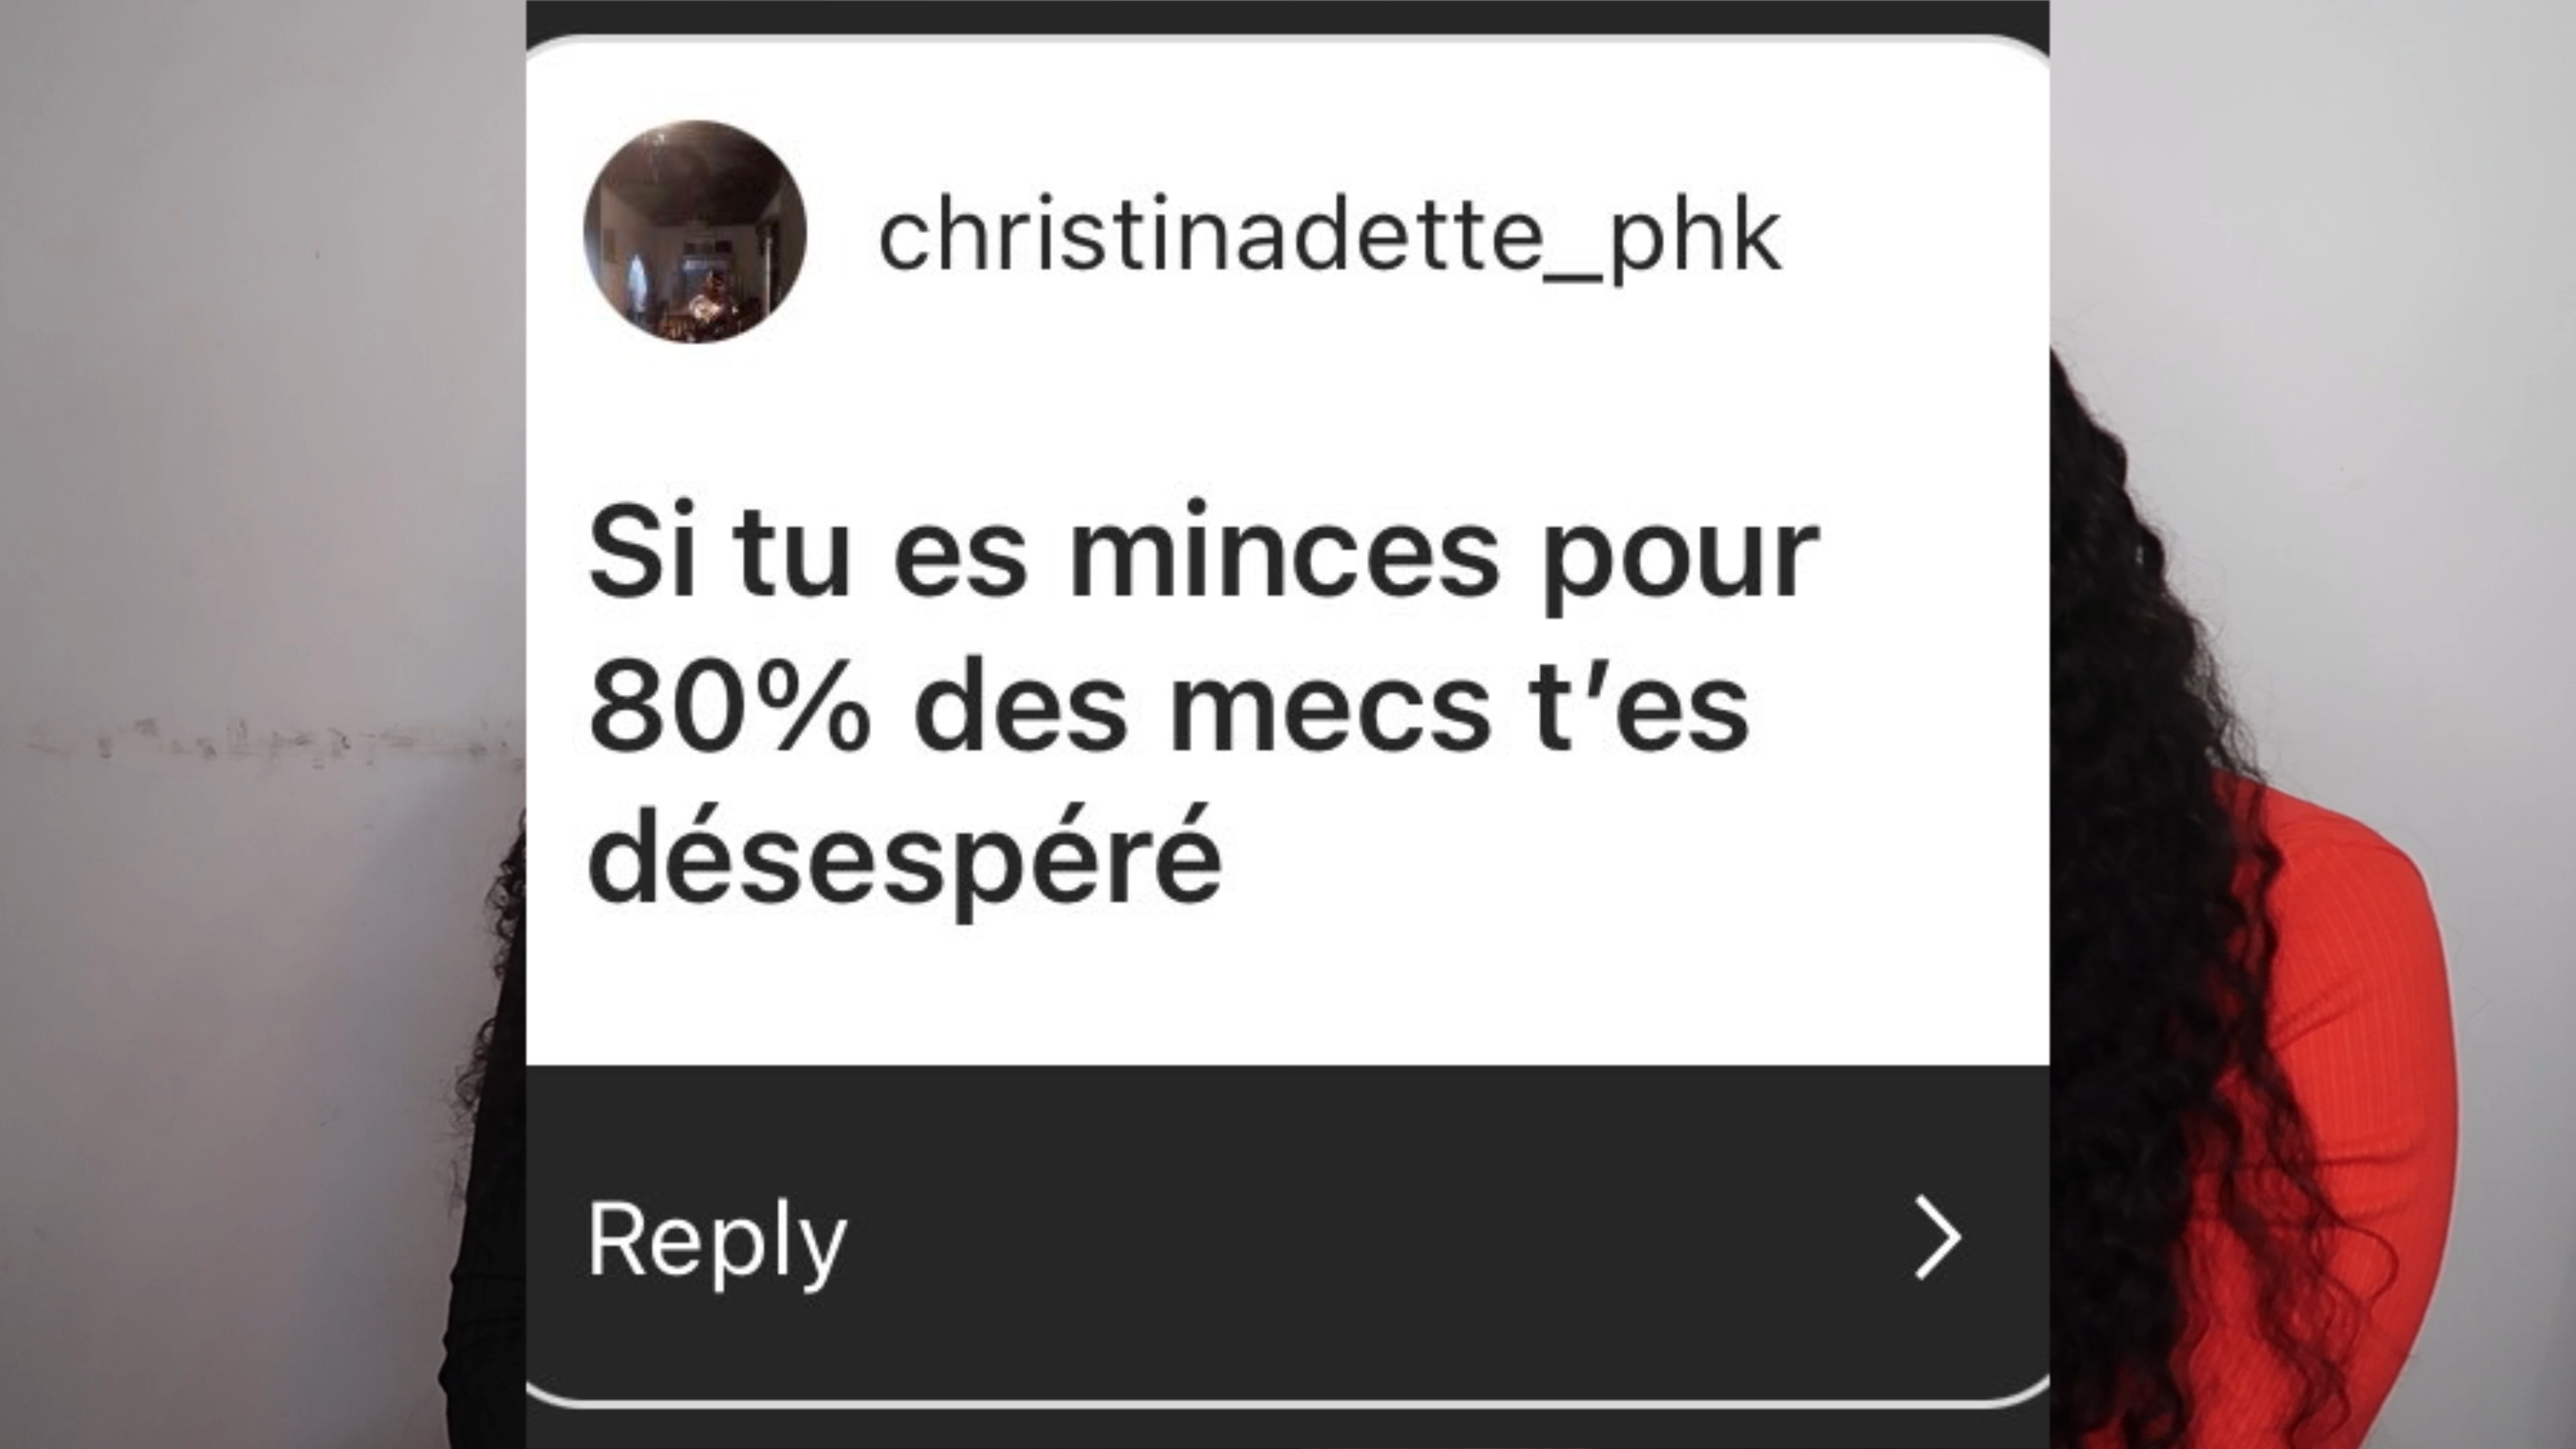 christinadette_phk
Si tu es minces pour
80% des mecs t’es
désespéré
Reply